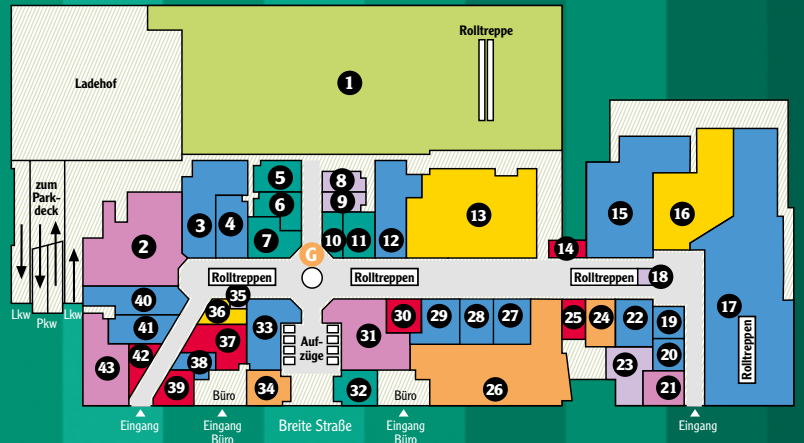 Rolltreppe
Ladehof
1
zum
Park-
deck
5
6
7
8
9
10
11
12
3
4
2
13
14
15
16
17
G
Rolltreppen
Rolltreppen
Rolltreppen
18
Lkw
Pkw
Lkw
40
41
42
43
35
36
37
38
39
33
34
Auf-
züge
30
31
32
29
28
27
26
25
24
22
23
19
20
21
Rolltreppen
Büro
Büro
Eingang
Eingang
Büro
Breite Straße
Eingang
Büro
Eingang